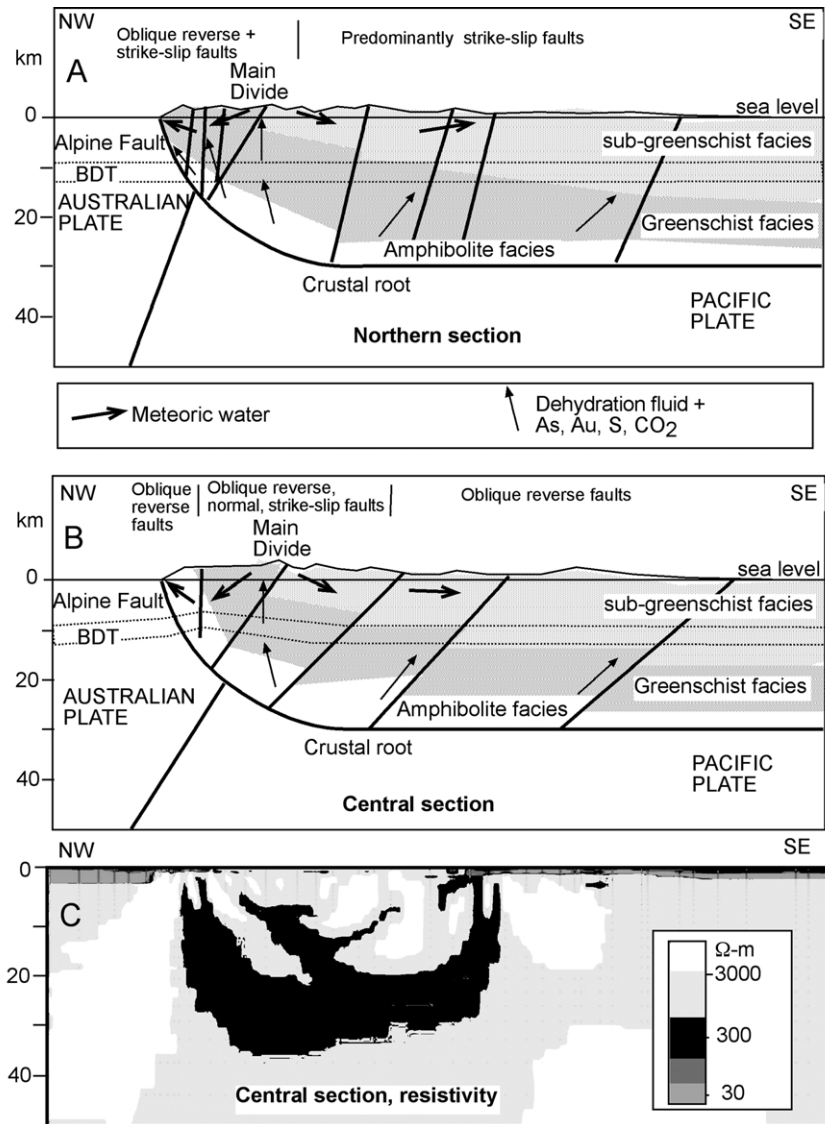 NW
SE
Oblique reverse +
strike-slip faults
Predominantly strike-slip faults
km
A
Main
Divide
0
sea level
Alpine Fault
sub-greenschist facies
10
BDT
AUSTRALIAN
PLATE
20
Greenschist facies
Amphibolite facies
Crustal root
40
PACIFIC
PLATE
Northern section
Meteoric water
Dehydration fluid +
As, Au, S, CO2
NW
SE
Oblique
reverse
faults
Oblique reverse,
normal, strike-slip faults
Oblique reverse faults
km
B
Main
Divide
0
sea level
Alpine Fault
sub-greenschist facies
10
BDT
20
AUSTRALIAN
PLATE
Greenschist facies
Amphibolite facies
Crustal root
40
PACIFIC
PLATE
Central section
NW
SE
0
C
Ω-m
3000
20
300
40
30
Central section, resistivity